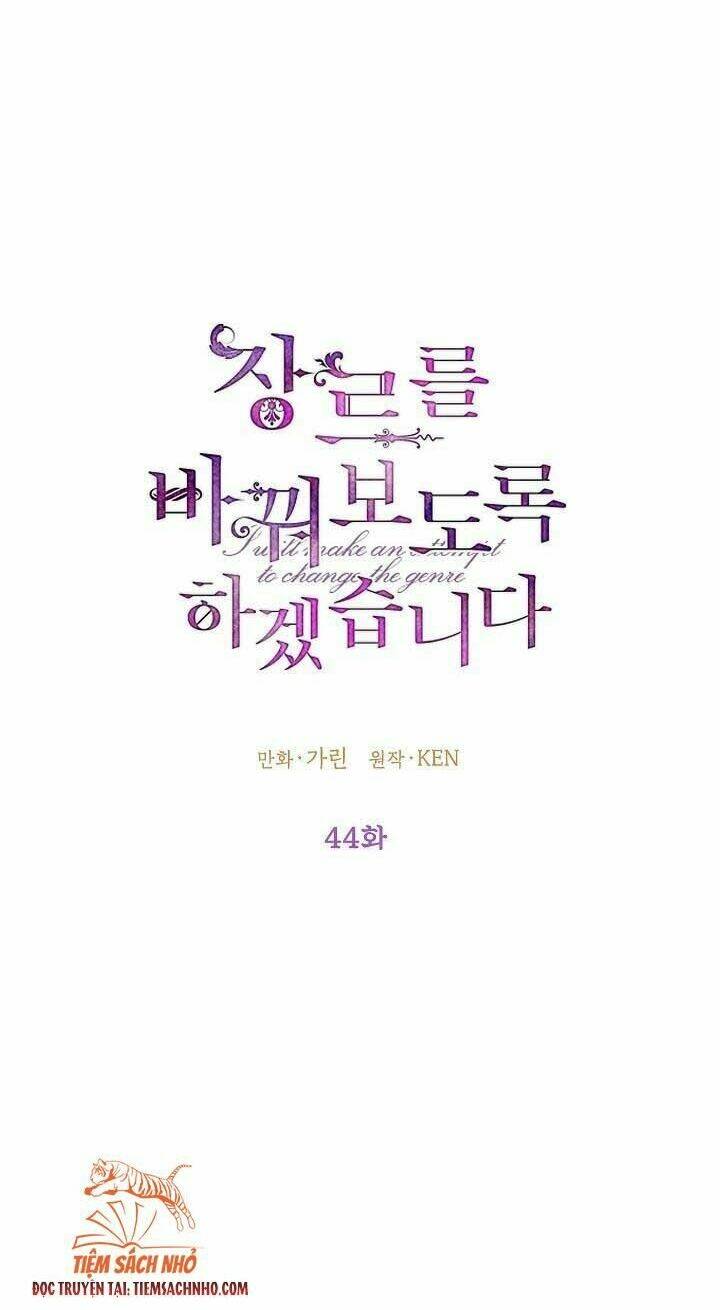 장르를
바꿔보도록
I will make an attempt
to change the genre
하겠습니다
만화·가린 원작·KEN
44화
TIỆM SÁCH NHỎ
ĐỌC TRUYỆN TẠI: TIEMSACHNHO.COM